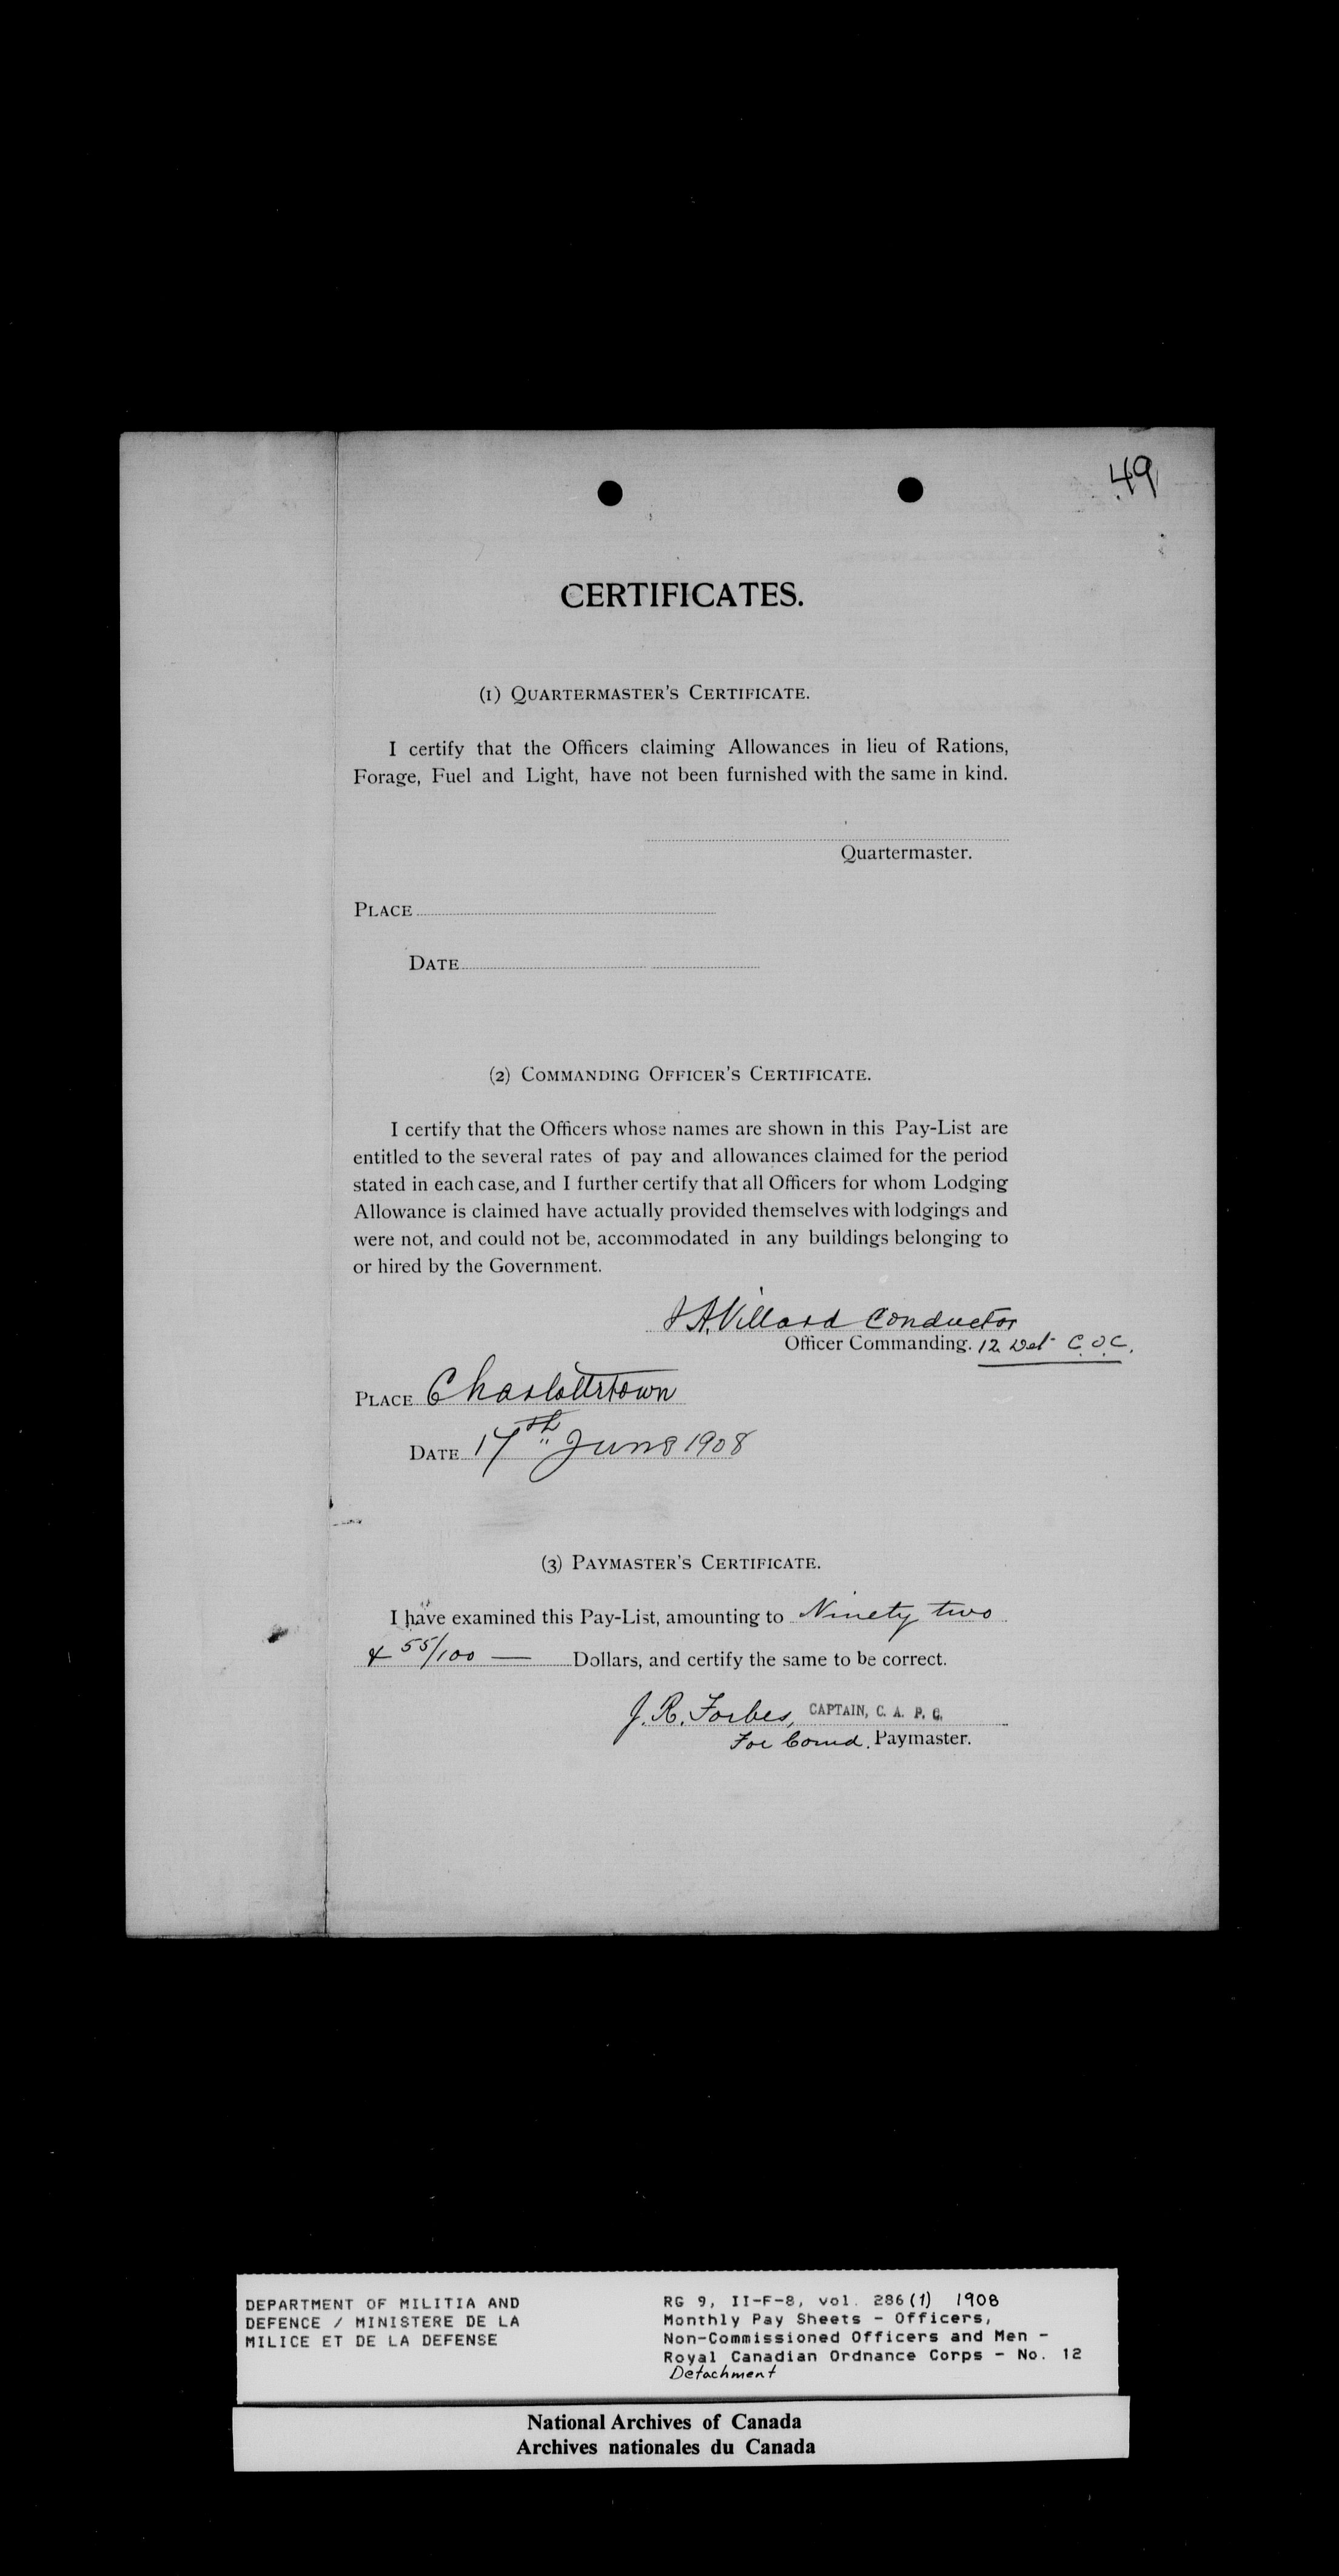 49
CERTIFICATES.
(1) QUARTERMASTER'S CERTIFICATE.
I certify that the Officers claiming Allowances in lieu of Rations,
Forage, Fuel and Light, have not been furnished with the same in kind.
Quartermaster.
PLACE
DATE
(2) COMMANDING OFFICER'S CERTIFICATE.
I certify that the Officers whose names are shown in this Pay-List are
entitled to the several rates of pay and allowances claimed for the period
stated in each case, and I further certify that all Officers for whom Lodging
Allowance is claimed have actually provided themselves with lodgings and
were not, and could not be, accommodated in any buildings belonging to
or hired by the Government.
Villard Conductor
Officer Commanding. 12 Det C.O.C.
PLACE Charlottetown
DATE 17th June 1908
(3) PAYMASTER'S CERTIFICATE.
I have examined this Pay-List, amounting to Ninety two
& 55/100 — Dollars, and certify the same to be correct.
J. R. Forbes, CAPTAIN, C. A. P. C.
For Comd. Paymaster.
DEPARTMENT OF MILITIA AND
DEFENCE / MINISTERE DE LA
MILICE ET DE LA DEFENSE
RG 9, II-F-8, vol. 286(1) 1908
Monthly Pay Sheets - Officers,
Non-Commissioned Officers and Men -
Royal Canadian Ordnance Corps - No. 12
Detachment
National Archives of Canada
Archives nationales du Canada